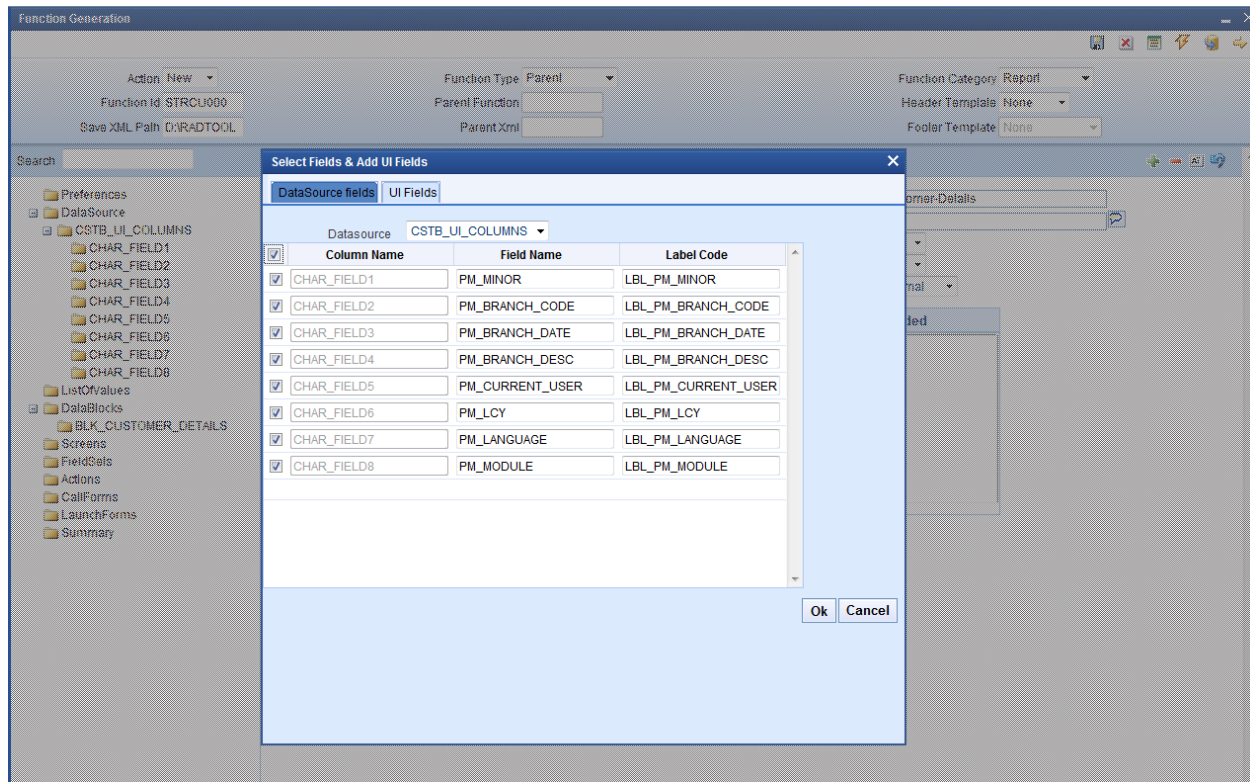 Function Generation
Action New Function Type Parent Function Category Report
Function Id STRCU000 Parent Function Header Template None
Save XML Path D:\RADTOOL Parent Xml Footer Template None
Search
Preferences
DataSource
CSTB_UI_COLUMNS
CHAR_FIELD1
CHAR_FIELD2
CHAR_FIELD3
CHAR_FIELD4
CHAR_FIELD5
CHAR_FIELD6
CHAR_FIELD7
CHAR_FIELD8
ListOfValues
DataBlocks
BLK_CUSTOMER_DETAILS
Screens
FieldSets
Actions
CallForms
LaunchForms
Summary
Select Fields & Add UI Fields
DataSource fields UI Fields
Datasource CSTB_UI_COLUMNS
Column Name Field Name Label Code
CHAR_FIELD1 PM_MINOR LBL_PM_MINOR
CHAR_FIELD2 PM_BRANCH_CODE LBL_PM_BRANCH_CODE
CHAR_FIELD3 PM_BRANCH_DATE LBL_PM_BRANCH_DATE
CHAR_FIELD4 PM_BRANCH_DESC LBL_PM_BRANCH_DESC
CHAR_FIELD5 PM_CURRENT_USER LBL_PM_CURRENT_USER
CHAR_FIELD6 PM_LCY LBL_PM_LCY
CHAR_FIELD7 PM_LANGUAGE LBL_PM_LANGUAGE
CHAR_FIELD8 PM_MODULE LBL_PM_MODULE
Ok Cancel
omer-Details
mal
ded